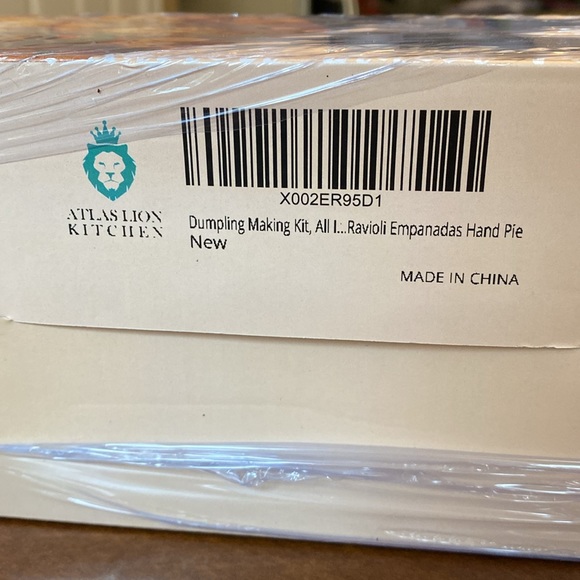 ATLAS LION
KITCHEN
X002ER95D1
Dumpling Making Kit, All I...Ravioli Empanadas Hand Pie
New
MADE IN CHINA